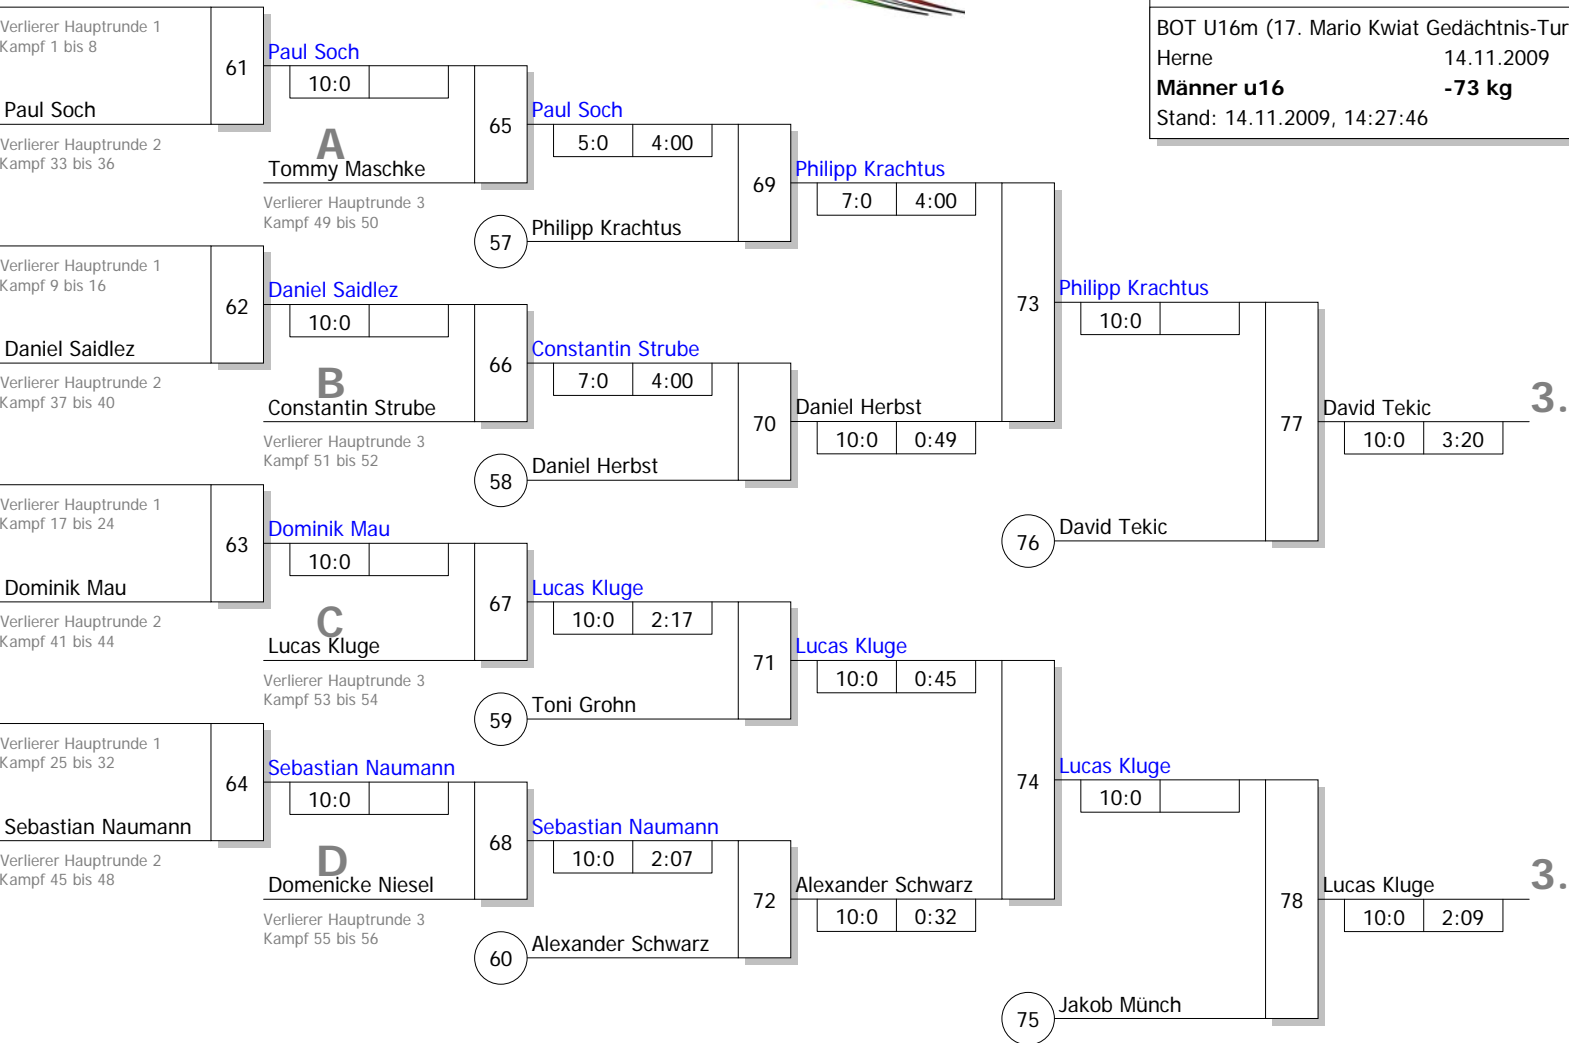 BOT U16m (17. Mario Kwiat Gedächtnis-Tur
Herne 14.11.2009
Männer u16 -73 kg
Stand: 14.11.2009, 14:27:46
Verlierer Hauptrunde 1
Kampf 1 bis 8
61
Paul Soch
10:0
Paul Soch
Verlierer Hauptrunde 2
Kampf 33 bis 36
A
Tommy Maschke
Verlierer Hauptrunde 3
Kampf 49 bis 50
65
Paul Soch
5:0 4:00
57
Philipp Krachtus
69
Philipp Krachtus
7:0 4:00
Verlierer Hauptrunde 1
Kampf 9 bis 16
62
Daniel Saidlez
10:0
Daniel Saidlez
Verlierer Hauptrunde 2
Kampf 37 bis 40
B
Constantin Strube
Verlierer Hauptrunde 3
Kampf 51 bis 52
66
Constantin Strube
7:0 4:00
58
Daniel Herbst
70
Daniel Herbst
10:0 0:49
73
Philipp Krachtus
10:0
76
David Tekic
77
David Tekic
10:0 3:20
3.
Verlierer Hauptrunde 1
Kampf 17 bis 24
63
Dominik Mau
10:0
Dominik Mau
Verlierer Hauptrunde 2
Kampf 41 bis 44
C
Lucas Kluge
Verlierer Hauptrunde 3
Kampf 53 bis 54
67
Lucas Kluge
10:0 2:17
59
Toni Grohn
71
Lucas Kluge
10:0 0:45
Verlierer Hauptrunde 1
Kampf 25 bis 32
64
Sebastian Naumann
10:0
Sebastian Naumann
Verlierer Hauptrunde 2
Kampf 45 bis 48
D
Domenicke Niesel
Verlierer Hauptrunde 3
Kampf 55 bis 56
68
Sebastian Naumann
10:0 2:07
60
Alexander Schwarz
72
Alexander Schwarz
10:0 0:32
74
Lucas Kluge
10:0
75
Jakob Münch
78
Lucas Kluge
10:0 2:09
3.